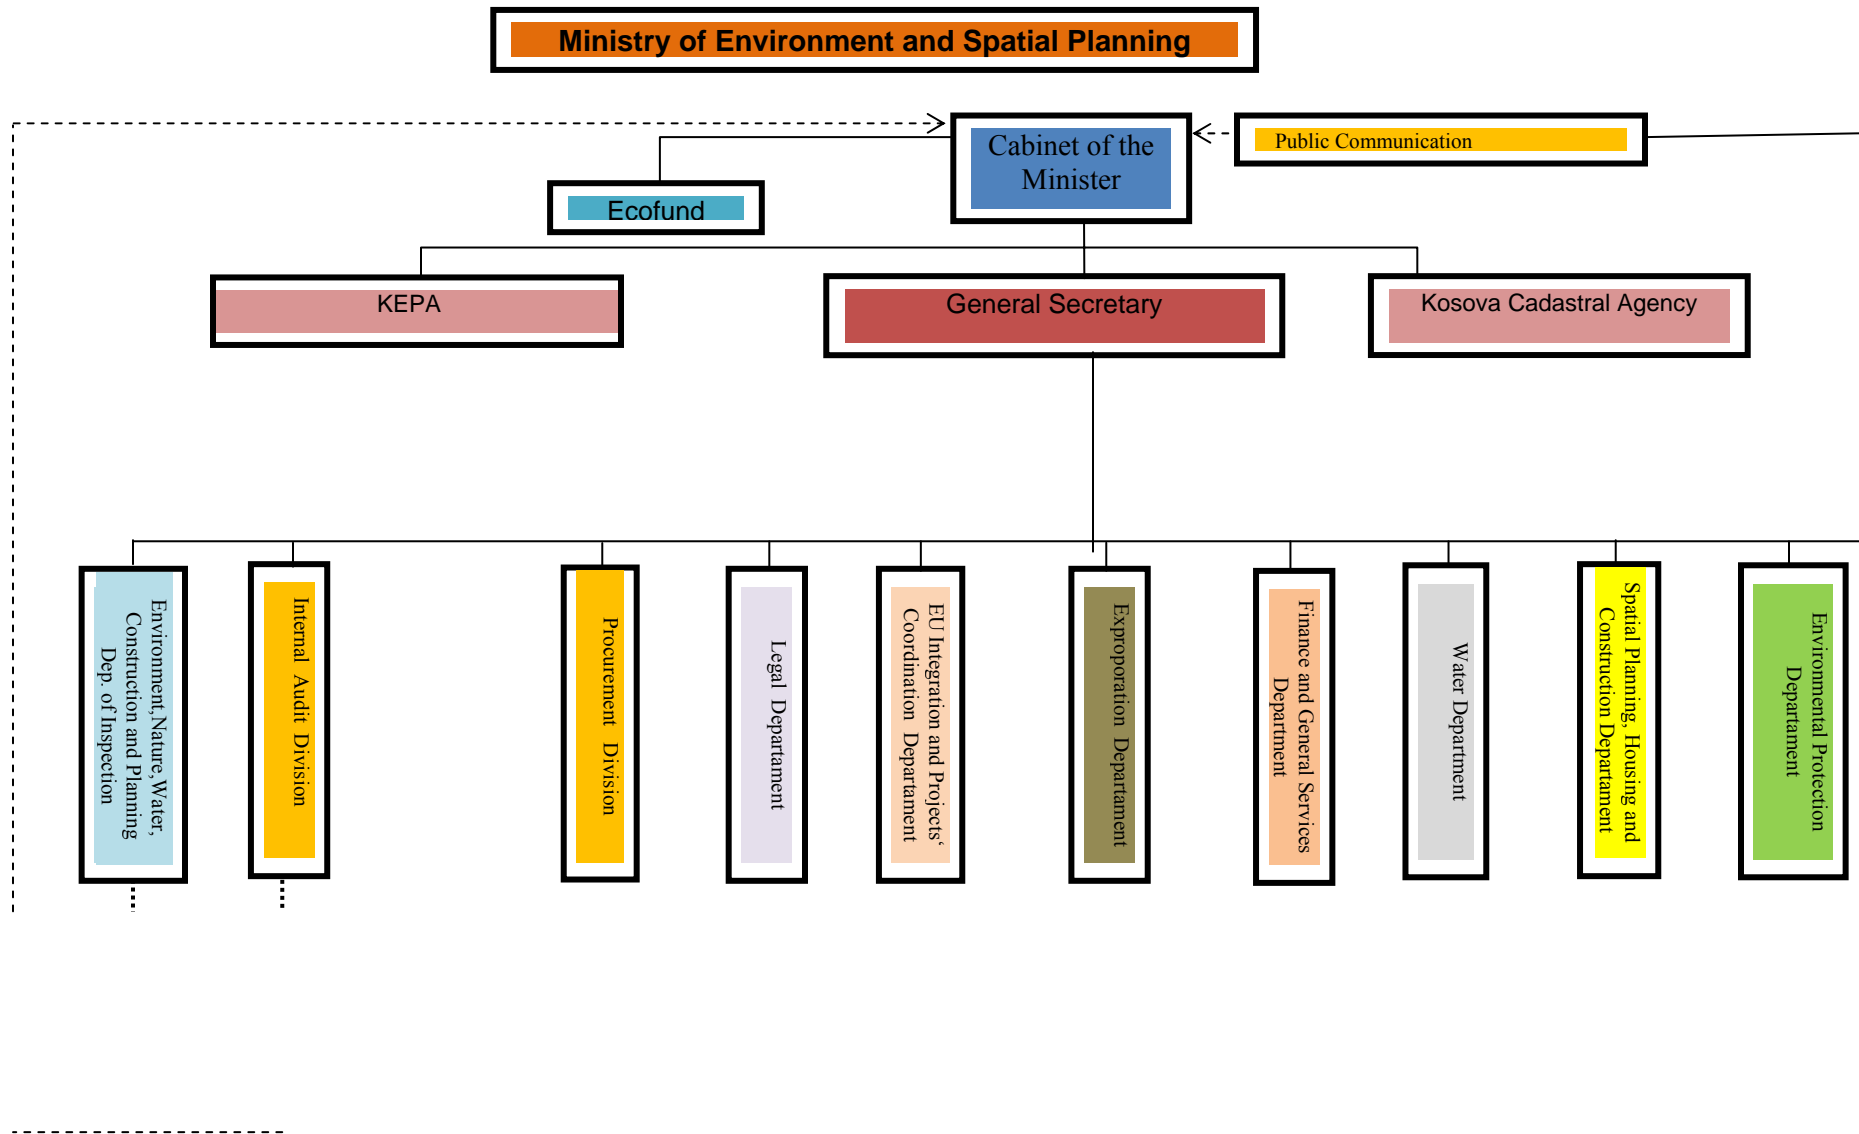 Ministry of Environment and Spatial Planning
Cabinet of the
Minister
Public Communication
Ecofund
KEPA
General Secretary
Kosova Cadastral Agency
Environment,Nature,Water,
Construction and Planning
Dep. of Inspection
Internal Audit Division
Procurement Division
Legal Departament
EU Integration and Projects‘
Coordination Departament
Exproporation Departament
Finance and General Services
Department
Water Department
Spatial Planning, Housing and
Construction Departament
Environmental Protection
Departament